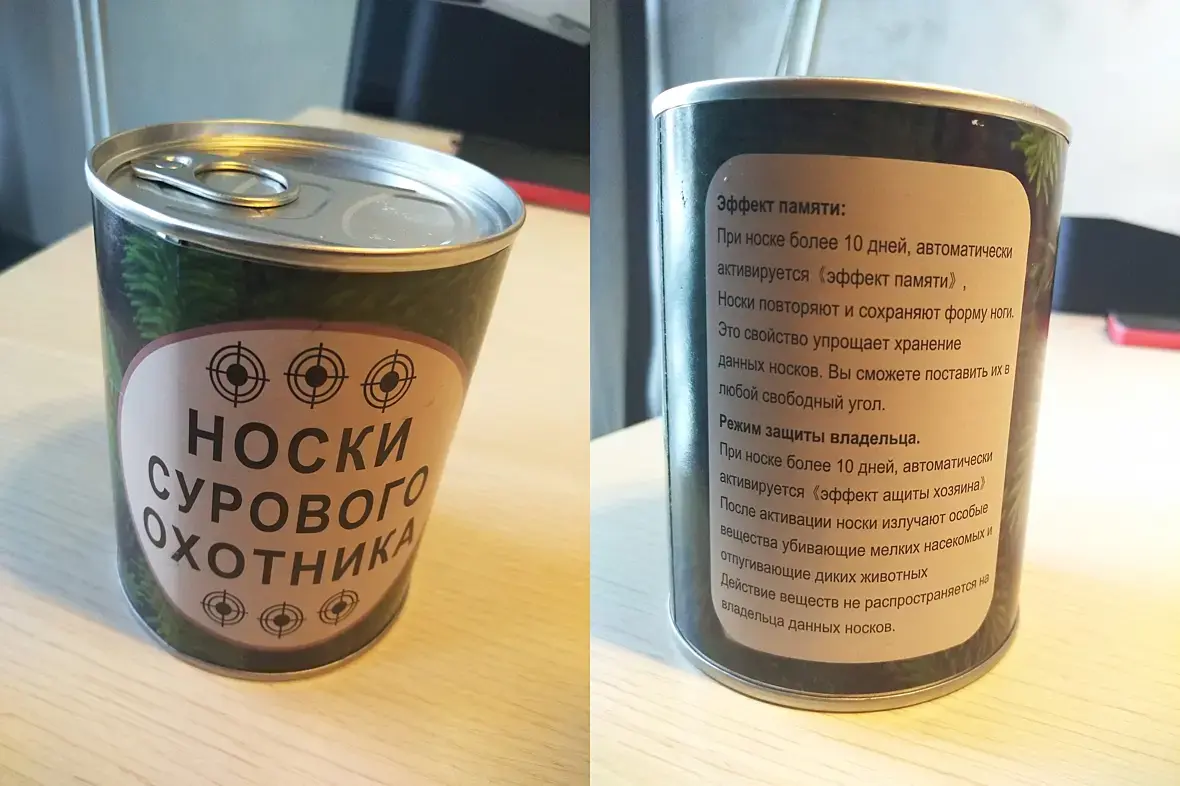 НОСКИ
СУРОВОГО
ОХОТНИКА
Эффект памяти:
При носке более 10 дней, автоматически
активируется 《эффект памяти》 ,
Носки повторяют и сохраняют форму ноги.
Это свойство упрощает хранение
данных носков. Вы сможете поставить их в
любой свободный угол.
Режим защиты владельца.
При носке более 10 дней, автоматически
активируется 《эффект ащиты хозяина》
После активации носки излучают особые
вещества убивающие мелких насекомых и
отпугивающие диких животных
Действие веществ не распространяется на
владельца данных носков.